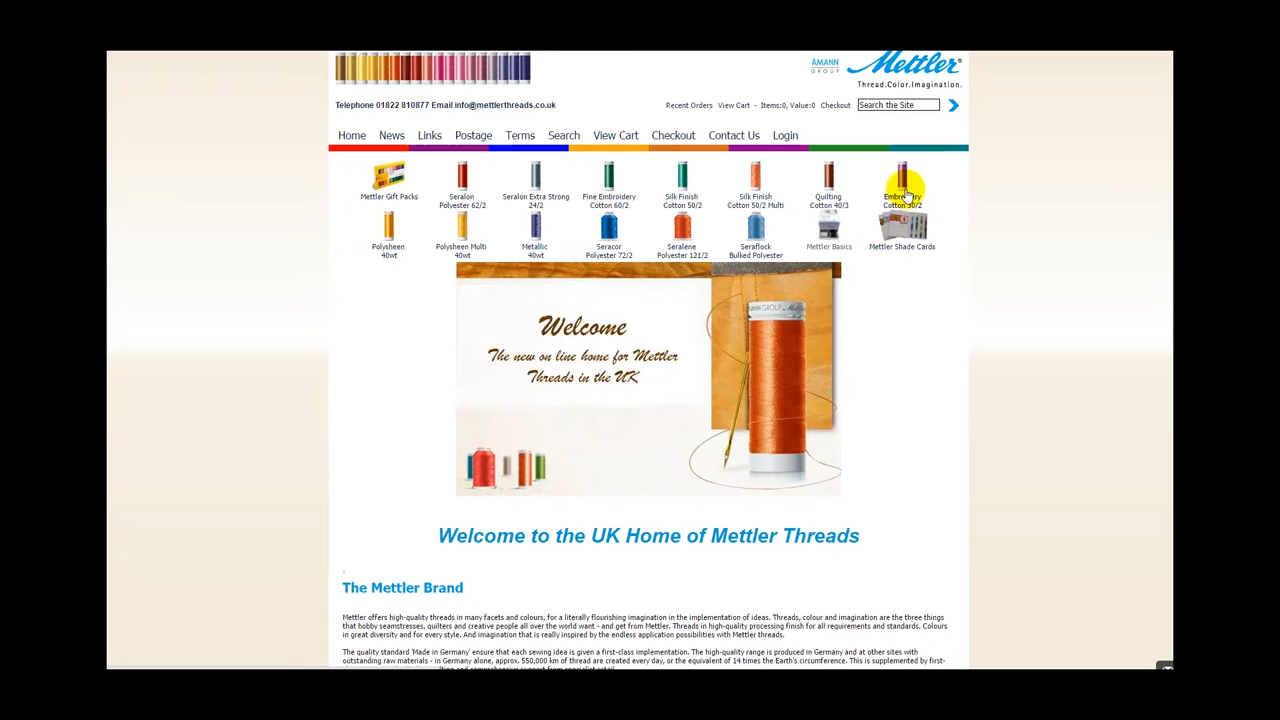 AMANN
GROUP
Mettler®
Thread.Color.Imagination.
Telephone 01822 810877 Email info@mettlerthreads.co.uk
Recent Orders View Cart - Items:0, Value:0 Checkout Search the Site
Home News Links Postage Terms Search View Cart Checkout Contact Us Login
Mettler Gift Packs
Seralon
Polyester 62/2
Seralon Extra Strong
24/2
Fine Embroidery
Cotton 60/2
Silk Finish
Cotton 50/2
Silk Finish
Cotton 50/2 Multi
Quilting
Cotton 40/3
Embroidery
Cotton 30/2
Polysheen
40wt
Polysheen Multi
40wt
Metallic
40wt
Seracor
Polyester 72/2
Seralene
Polyester 121/2
Seraflock
Bulked Polyester
Mettler Basics
Mettler Shade Cards
Welcome
The new on line home for Mettler
Threads in the UK
Welcome to the UK Home of Mettler Threads
The Mettler Brand
Mettler offers high-quality threads in many facets and colours, for a literally flourishing imagination in the implementation of ideas. Threads, colour and imagination are the three things
that hobby seamstresses, quilters and creative people all over the world want - and get from Mettler. Threads in high-quality processing finish for all requirements and standards. Colours
in great diversity and for every style. And imagination that is really inspired by the endless application possibilities with Mettler threads.
The quality standard 'Made in Germany' ensure that each sewing idea is given a first-class implementation. The high-quality range is produced in Germany and at other sites with
outstanding raw materials - in Germany alone, approx. 550,000 km of thread are created every day, or the equivalent of 14 times the Earth's circumference. This is supplemented by first-